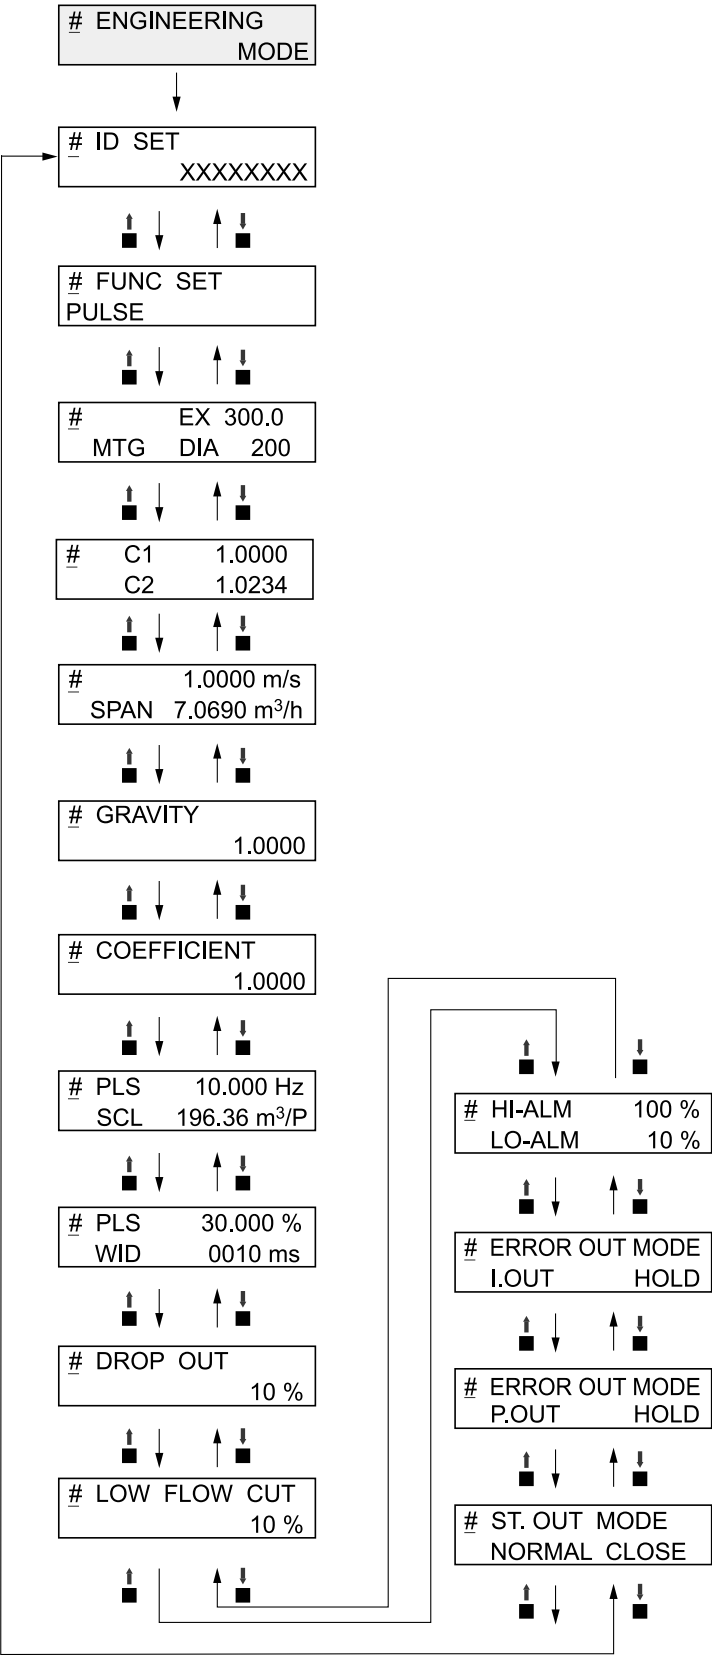 # ENGINEERING
MODE
# ID SET
XXXXXXXX
# FUNC SET
PULSE
# EX 300.0
MTG DIA 200
# C1 1.0000
C2 1.0234
# 1.0000 m/s
SPAN 7.0690 m³/h
# GRAVITY
1.0000
# COEFFICIENT
1.0000
# PLS 10.000 Hz
SCL 196.36 m³/P
# PLS 30.000 %
WID 0010 ms
# DROP OUT
10 %
# LOW FLOW CUT
10 %
# HI-ALM 100 %
LO-ALM 10 %
# ERROR OUT MODE
I.OUT HOLD
# ERROR OUT MODE
P.OUT HOLD
# ST. OUT MODE
NORMAL CLOSE